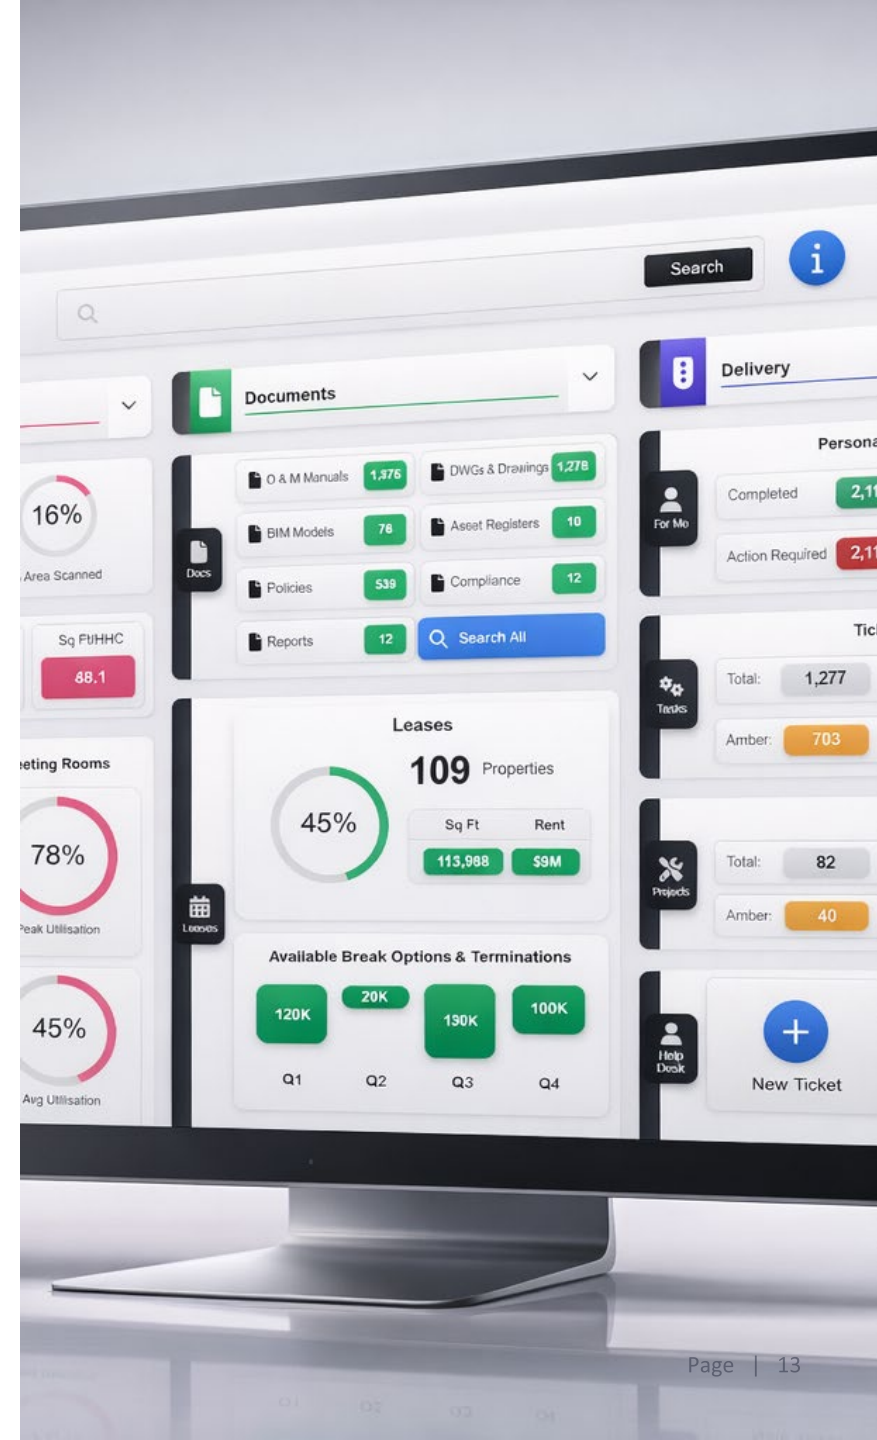 Search
i
Documents
Delivery
O & M Manuals 1,376
DWGs & Drawings 1,278
BIM Models 76
Asset Registers 10
Policies 539
Compliance 12
Reports 12
Search All
Docs
16%
Area Scanned
Sq Ft/HHC
88.1
eeting Rooms
78%
Peak Utilisation
45%
Avg Utilisation
Leases
109 Properties
45%
Sq Ft Rent
113,988 $9M
Leases
Available Break Options & Terminations
120K 20K 190K 100K
Q1 Q2 Q3 Q4
Persona
For Me
Completed 2,11
Action Required 2,11
Tic
Tasks
Total: 1,277
Amber: 703
Projects
Total: 82
Amber: 40
Help
Desk
New Ticket
Page | 13